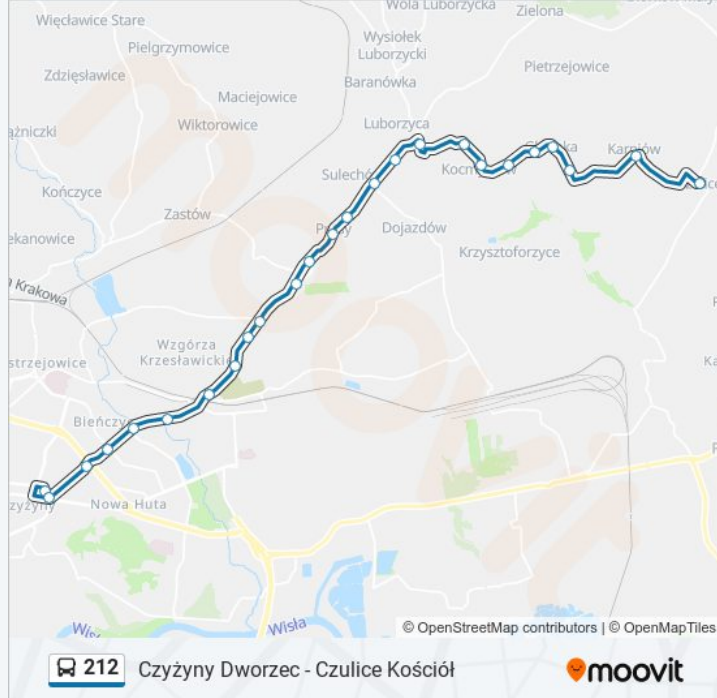 Wola Luborzycka
Zielona
Więcławice Stare
Wysiołek
Luborzycki
Pielgrzymowice
Pietrzejowice
Zdzięsławice
Baranówka
Maciejowice
Wiktorowice
Luborzyca
Karniów
Sulechów
Kończyce
Zastów
Dojazdów
Krzysztoforzyce
Krakowa
Wzgórza
Krzesławickie
Bieńczyce
Nowa Huta
Wisła
© OpenStreetMap contributors | © OpenMapTiles
212 Czyżyny Dworzec - Czulice Kościół
moovit